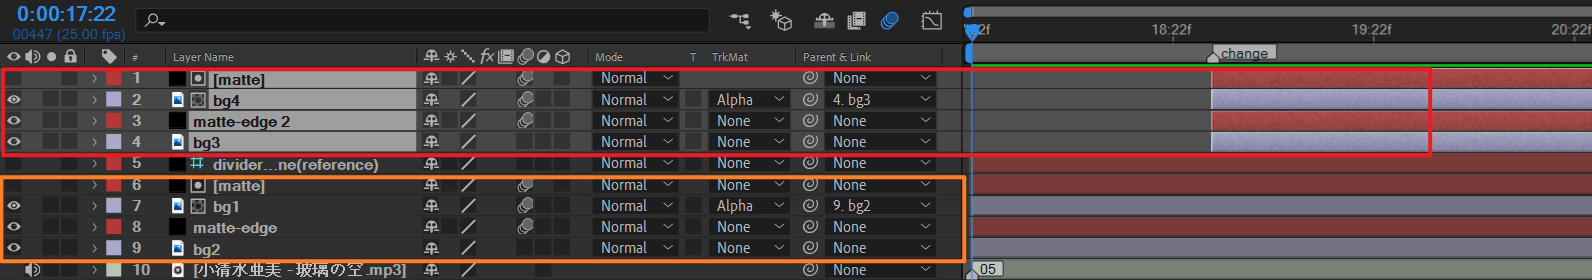 0:00:17:22
00447 (25.00 fps)
2f 18:22f 19:22f 20:22f
change
# Layer Name Mode T TrkMat Parent & Link
1 [matte] Normal None
2 bg4 Normal Alpha 4. bg3
3 matte-edge 2 Normal None None
4 bg3 Normal None None
5 divider...ne(reference) Normal None None
6 [matte] Normal None None
7 bg1 Normal Alpha 9. bg2
8 matte-edge Normal None None
9 bg2 Normal None None
10 [小清水亜美 - 玻璃の空.mp3] None
05